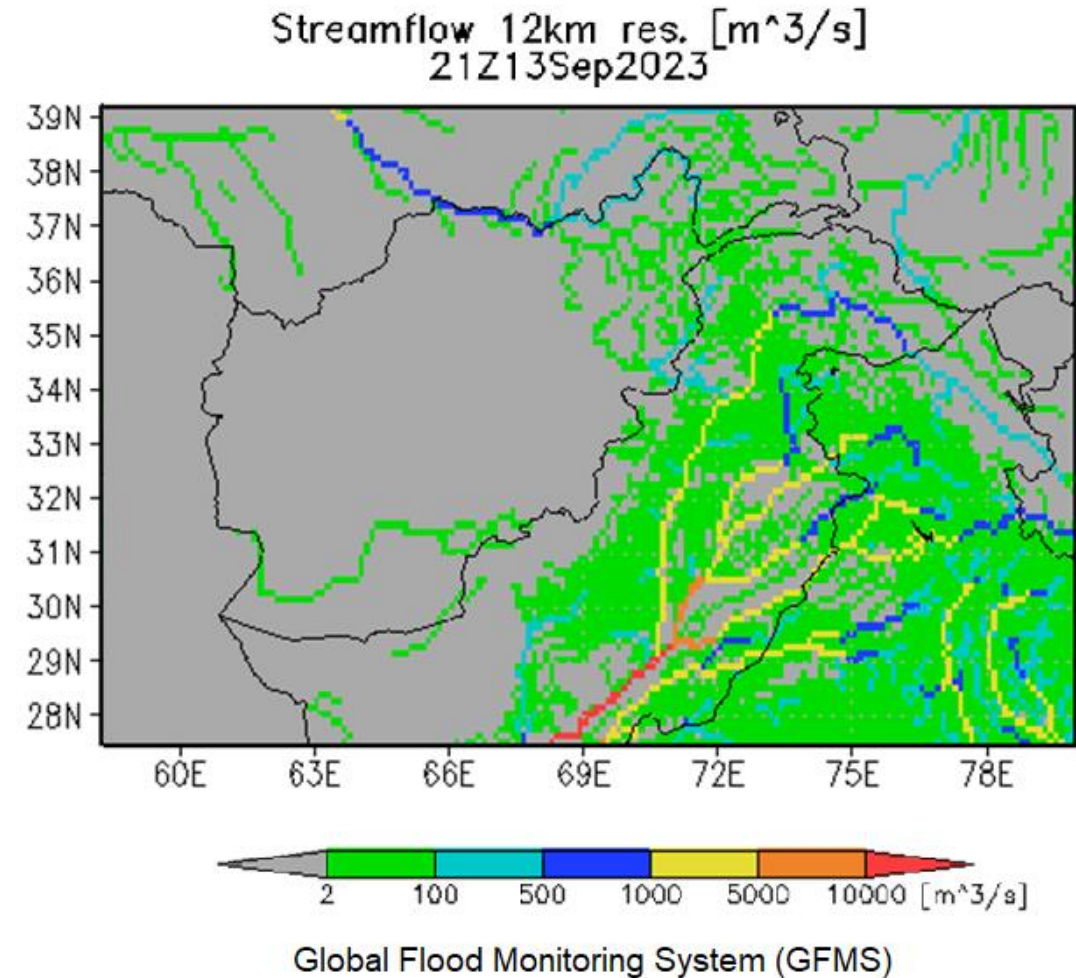 Streamflow 12km res. [m^3/s]
21Z13Sep2023
39N
38N
37N
36N
35N
34N
33N
32N
31N
30N
29N
28N
60E 63E 66E 69E 72E 75E 78E
2 100 500 1000 5000 10000 [m^3/s]
Global Flood Monitoring System (GFMS)